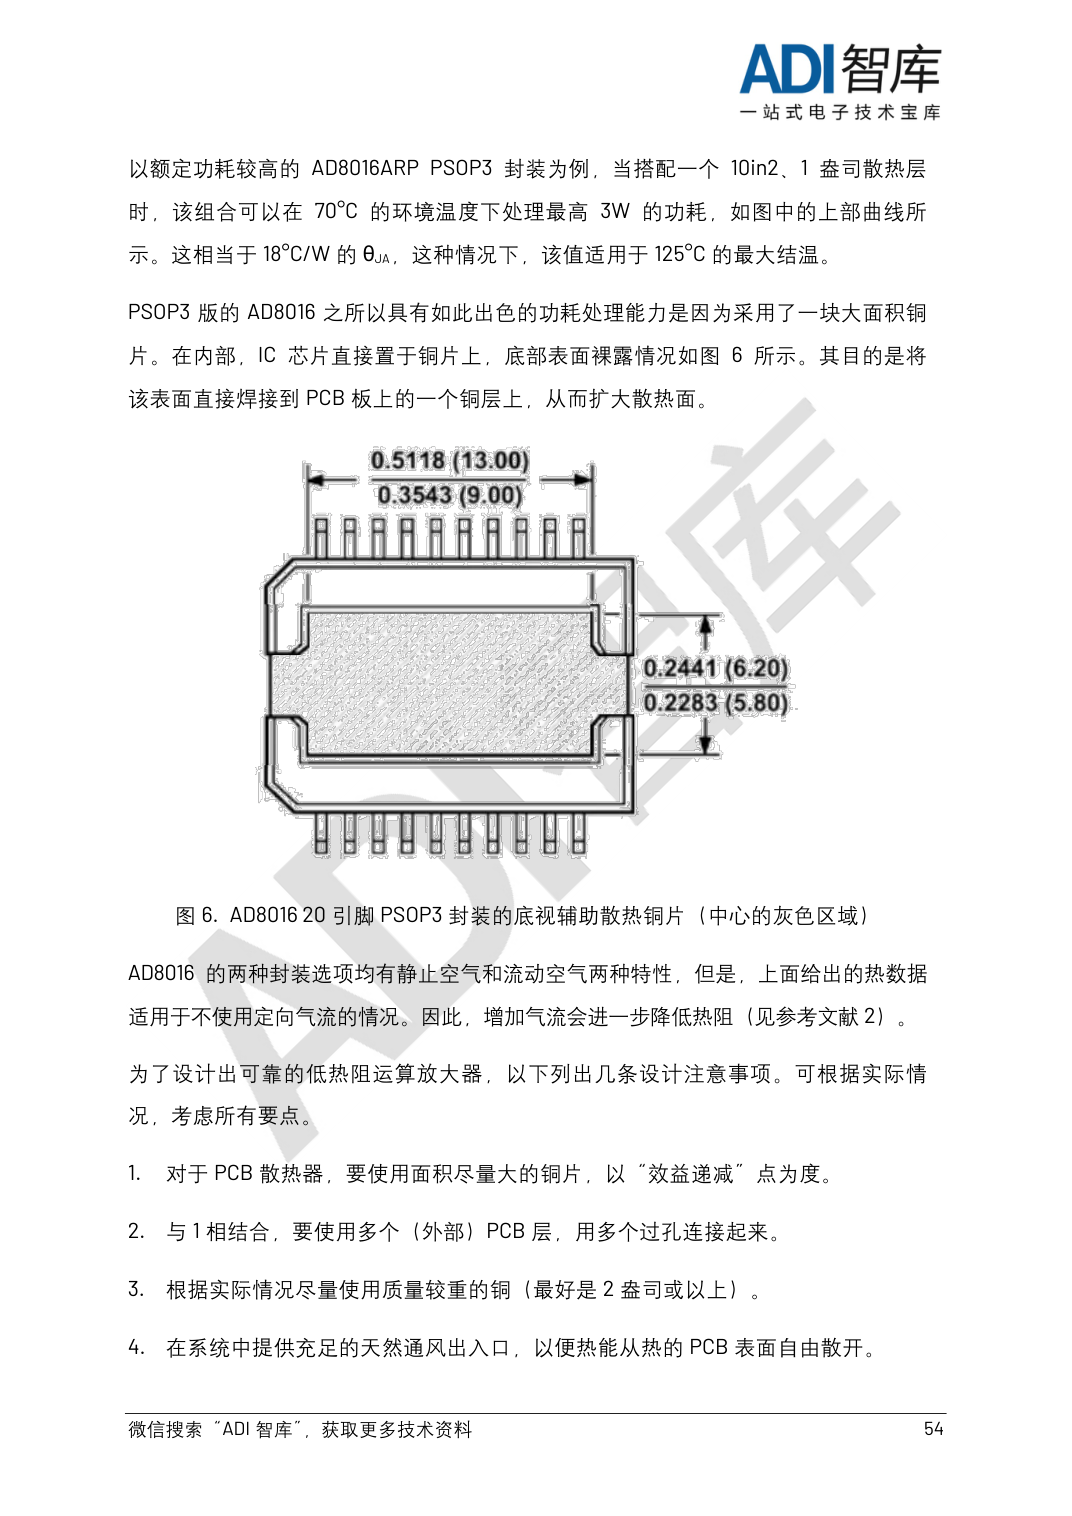 ADI智库
一站式电子技术宝库
以额定功耗较高的 AD8016ARP PSOP3 封装为例，当搭配一个 10in2、1 盎司散热层
时，该组合可以在 70°C 的环境温度下处理最高 3W 的功耗，如图中的上部曲线所
示。这相当于 18°C/W 的 θJA，这种情况下，该值适用于 125°C 的最大结温。
PSOP3 版的 AD8016 之所以具有如此出色的功耗处理能力是因为采用了一块大面积铜
片。在内部，IC 芯片直接置于铜片上，底部表面裸露情况如图 6 所示。其目的是将
该表面直接焊接到 PCB 板上的一个铜层上，从而扩大散热面。
0.5118 (13.00)
0.3543 (9.00)
0.2441 (6.20)
0.2283 (5.80)
图 6. AD8016 20 引脚 PSOP3 封装的底视辅助散热铜片（中心的灰色区域）
AD8016 的两种封装选项均有静止空气和流动空气两种特性，但是，上面给出的热数据
适用于不使用定向气流的情况。因此，增加气流会进一步降低热阻（见参考文献 2）。
为了设计出可靠的低热阻运算放大器，以下列出几条设计注意事项。可根据实际情
况，考虑所有要点。
1. 对于 PCB 散热器，要使用面积尽量大的铜片，以“效益递减”点为度。
2. 与 1 相结合，要使用多个（外部）PCB 层，用多个过孔连接起来。
3. 根据实际情况尽量使用质量较重的铜（最好是 2 盎司或以上）。
4. 在系统中提供充足的天然通风出入口，以便热能从热的 PCB 表面自由散开。
微信搜索“ADI 智库”，获取更多技术资料 54
ADI智库